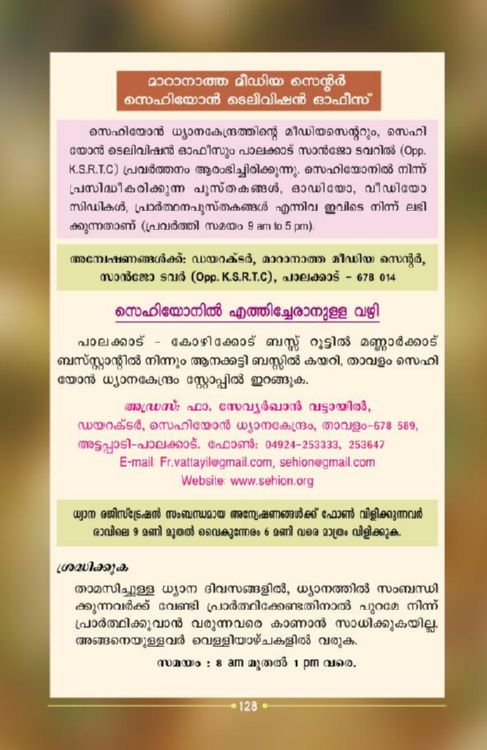 മാറാനാത്ത മീഡിയ സെന്റർ
സെഹിയോൻ ടെലിവിഷൻ ഓഫീസ്
സെഹിയോൻ ധ്യാനകേന്ദ്രത്തിന്റെ മീഡിയസെന്ററും, സെഹി
യോൻ ടെലിവിഷൻ ഓഫീസും പാലക്കാട് സാൻജോ ടവറിൽ (Opp.
K.S.R.T.C) പ്രവർത്തനം ആരംഭിച്ചിരിക്കുന്നു. സെഹിയോനിൽ നിന്ന്
പ്രസിദ്ധീകരിക്കുന്ന പുസ്തകങ്ങൾ, ഓഡിയോ, വീഡിയോ
സിഡികൾ, പ്രാർത്ഥനപുസ്തകങ്ങൾ എന്നിവ ഇവിടെ നിന്ന് ലഭി
ക്കുന്നതാണ് (പ്രവർത്തി സമയം 9 am to 5 pm).
അന്വേഷണങ്ങൾക്ക്: ഡയറക്ടർ, മാറാനാത്ത മീഡിയ സെന്റർ,
സാൻജോ ടവർ (Opp. K.S.R.T.C), പാലക്കാട് - 678 014
സെഹിയോനിൽ എത്തിച്ചേരാനുള്ള വഴി
പാലക്കാട് - കോഴിക്കോട് ബസ്സ് റൂട്ടിൽ മണ്ണാർക്കാട്
ബസ്സ്സ്റ്റാന്റിൽ നിന്നും ആനക്കട്ടി ബസ്സിൽ കയറി, താവളം സെഹി
യോൻ ധ്യാനകേന്ദ്രം സ്റ്റോപ്പിൽ ഇറങ്ങുക.
അഡ്രസ്: ഫാ. സേവ്യർഖാൻ വട്ടായിൽ,
ഡയറക്ടർ, സെഹിയോൻ ധ്യാനകേന്ദ്രം, താവളം-678 589,
അട്ടപ്പാടി-പാലക്കാട്. ഫോൺ: 04924-253333, 253647
E-mail: Fr.vattayil@gmail.com, sehion@gmail.com
Website: www.sehion.org
ധ്യാന രജിസ്ട്രേഷൻ സംബന്ധമായ അന്വേഷണങ്ങൾക്ക് ഫോൺ വിളിക്കുന്നവർ
രാവിലെ 9 മണി മുതൽ വൈകുന്നേരം 6 മണി വരെ മാത്രം വിളിക്കുക.
ശ്രദ്ധിക്കുക
താമസിച്ചുള്ള ധ്യാന ദിവസങ്ങളിൽ, ധ്യാനത്തിൽ സംബന്ധി
ക്കുന്നവർക്ക് വേണ്ടി പ്രാർത്ഥിക്കേണ്ടതിനാൽ പുറമേ നിന്ന്
പ്രാർത്ഥിക്കുവാൻ വരുന്നവരെ കാണാൻ സാധിക്കുകയില്ല.
അങ്ങനെയുള്ളവർ വെള്ളിയാഴ്ചകളിൽ വരുക.
സമയം : 8 am മുതൽ 1 pm വരെ.
128